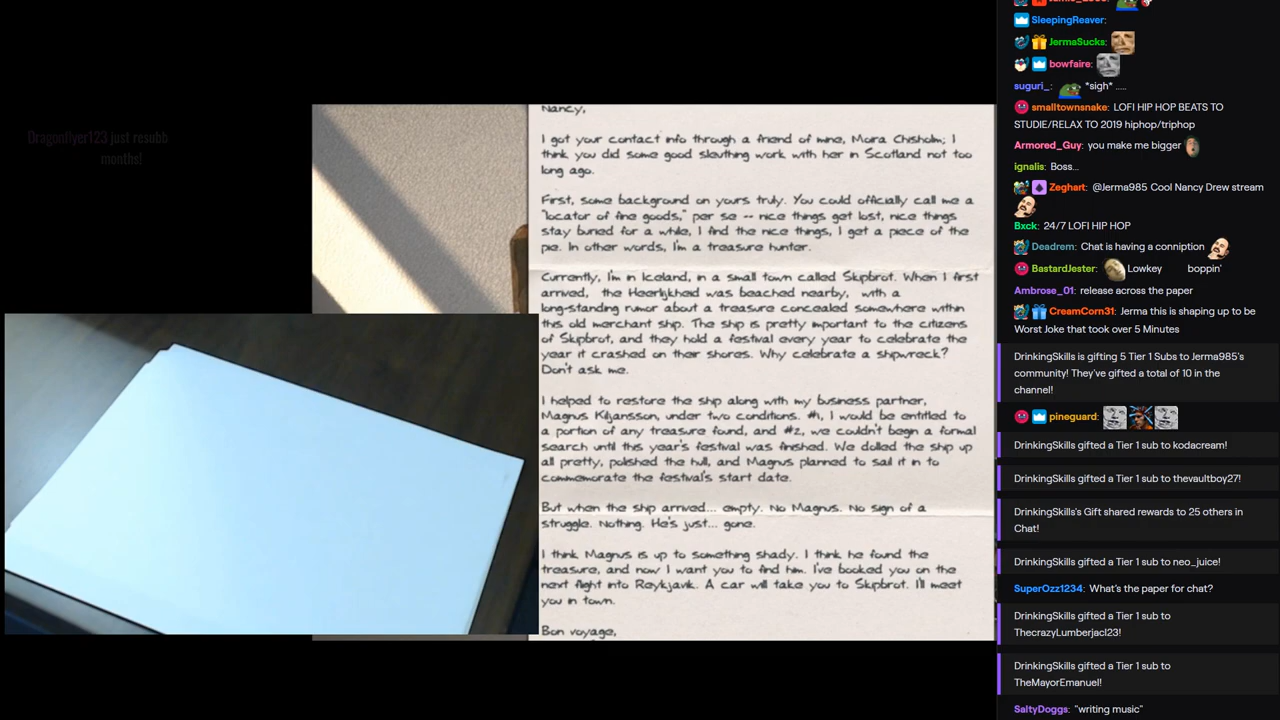 Dragonflyer123 just resubb
months!
Nancy,
I got your contact info through a friend of mine, Moira Chisholm; I
think you did some good sleuthing work with her in Scotland not too
long ago.
First, some background on yours truly. You could officially call me a
"locator of fine goods," per se -- nice things get lost, nice things
stay buried for a while, I find the nice things, I get a piece of the
pie. In other words, I'm a treasure hunter.
Currently, I'm in Iceland, in a small town called Skipbrot. When I first
arrived, the Heerlijkheid was beached nearby, with a
long-standing rumor about a treasure concealed somewhere within
this old merchant ship. The ship is pretty important to the citizens
of Skipbrot, and they hold a festival every year to celebrate the
year it crashed on their shores. Why celebrate a shipwreck?
Don't ask me.
I helped to restore the ship along with my business partner,
Magnus Kiljansson, under two conditions. #1, I would be entitled to
a portion of any treasure found, and #2, we couldn't begin a formal
search until this year's festival was finished. We dolled the ship up
all pretty, polished the hull, and Magnus planned to sail it in to
commemorate the festival's start date.
But when the ship arrived... empty. No Magnus. No sign of a
struggle. Nothing. He's just... gone.
I think Magnus is up to something shady. I think he found the
treasure, and now I want you to find him. I've booked you on the
next flight into Reykjavik. A car will take you to Skipbrot. I'll meet
you in town.
Bon voyage,
SleepingReaver:
JermaSucks:
bowfaire:
suguri_: *sigh* .....
smalltownsnake: LOFI HIP HOP BEATS TO
STUDIE/RELAX TO 2019 hiphop/triphop
Armored_Guy: you make me bigger
ignalis: Boss...
Zeghart: @Jerma985 Cool Nancy Drew stream
Bxck: 24/7 LOFI HIP HOP
Deadrem: Chat is having a conniption
BastardJester: Lowkey boppin'
Ambrose_01: release across the paper
CreamCorn31: Jerma this is shaping up to be
Worst Joke that took over 5 Minutes
DrinkingSkills is gifting 5 Tier 1 Subs to Jerma985's
community! They've gifted a total of 10 in the
channel!
pineguard:
DrinkingSkills gifted a Tier 1 sub to kodacream!
DrinkingSkills gifted a Tier 1 sub to thevaultboy27!
DrinkingSkills's Gift shared rewards to 25 others in
Chat!
DrinkingSkills gifted a Tier 1 sub to neo_juice!
SuperOzz1234: What's the paper for chat?
DrinkingSkills gifted a Tier 1 sub to
ThecrazyLumberjacl23!
DrinkingSkills gifted a Tier 1 sub to
TheMayorEmanuel!
SaltyDoggs: "writing music"